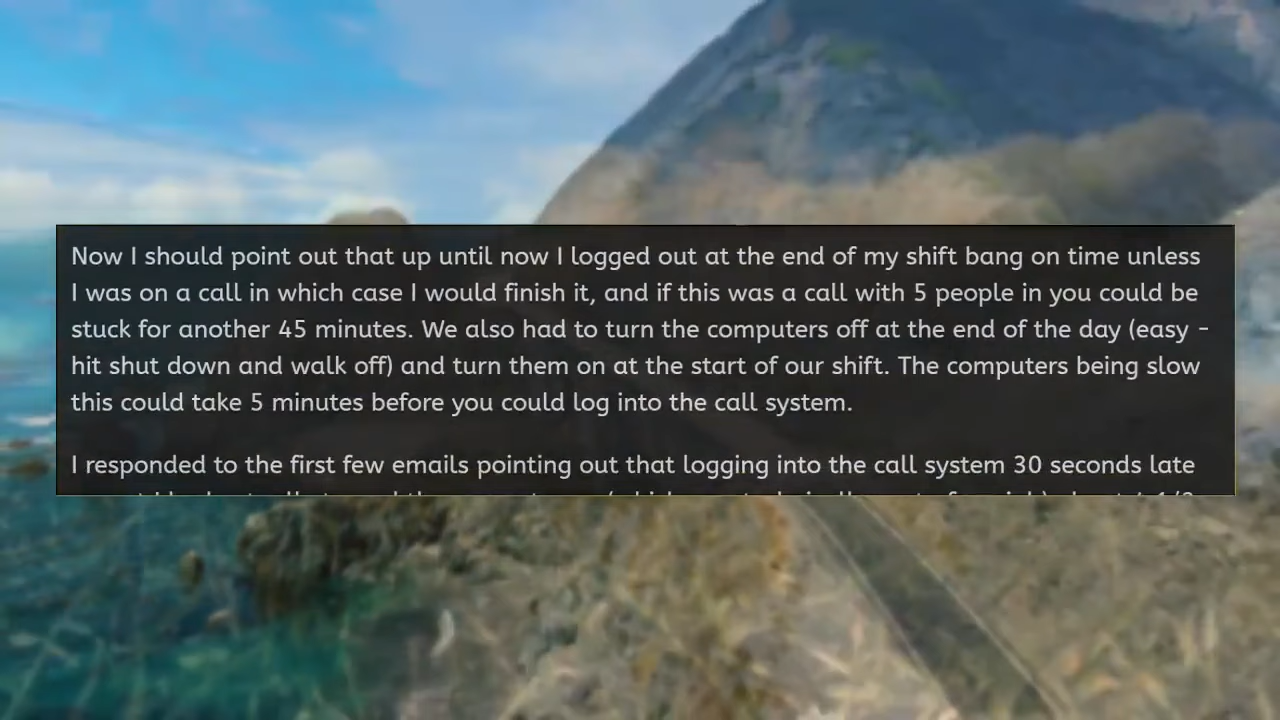 Now I should point out that up until now I logged out at the end of my shift bang on time unless
I was on a call in which case I would finish it, and if this was a call with 5 people in you could be
stuck for another 45 minutes. We also had to turn the computers off at the end of the day (easy -
hit shut down and walk off) and turn them on at the start of our shift. The computers being slow
this could take 5 minutes before you could log into the call system.
I responded to the first few emails pointing out that logging into the call system 30 seconds late